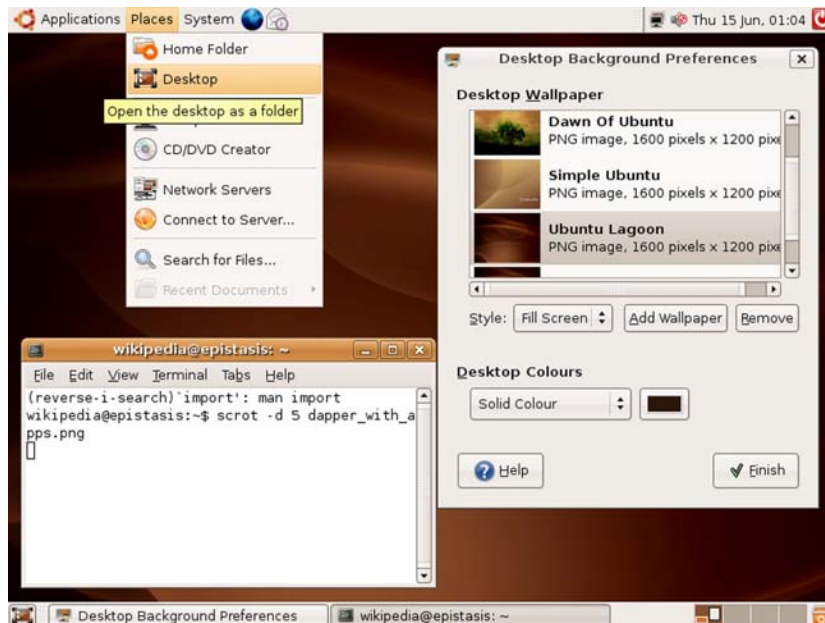 Applications Places System
Thu 15 Jun, 01:04
Home Folder
Desktop
Open the desktop as a folder
CD/DVD Creator
Network Servers
Connect to Server...
Search for Files...
Recent Documents
Desktop Background Preferences
Desktop Wallpaper
Dawn Of Ubuntu
PNG image, 1600 pixels x 1200 pixe
Simple Ubuntu
PNG image, 1600 pixels x 1200 pixe
Ubuntu Lagoon
PNG image, 1600 pixels x 1200 pixe
Style: Fill Screen Add Wallpaper Remove
Desktop Colours
Solid Colour
Help Finish
wikipedia@epistasis: ~
File Edit View Terminal Tabs Help
(reverse-i-search)`import': man import
wikipedia@epistasis:~$ scrot -d 5 dapper_with_a
pps.png
Desktop Background Preferences wikipedia@epistasis: ~